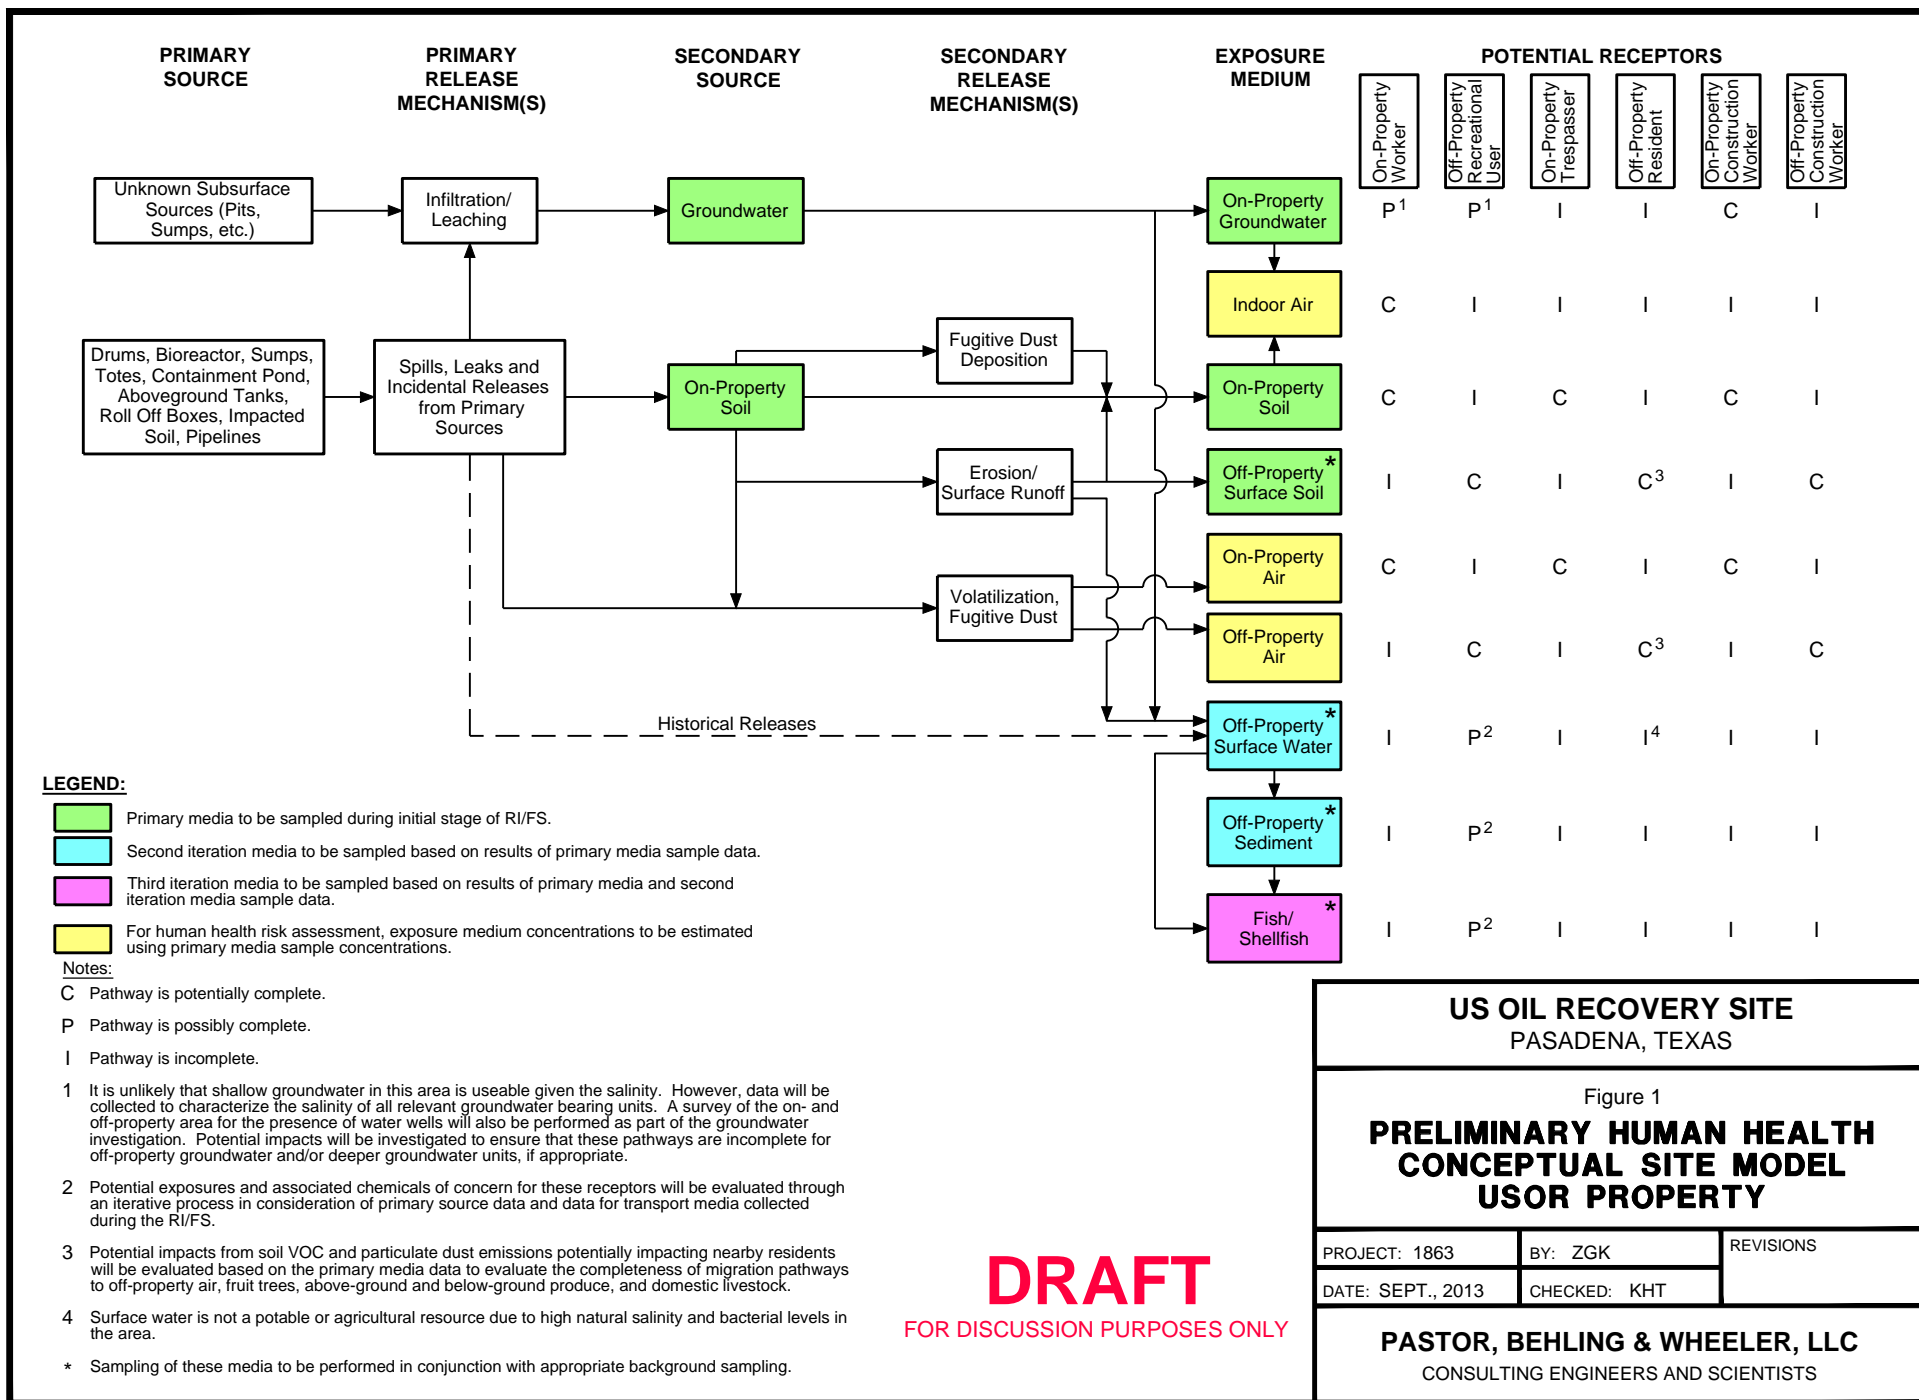 PRIMARY
SOURCE
PRIMARY
RELEASE
MECHANISM(S)
SECONDARY
SOURCE
SECONDARY
RELEASE
MECHANISM(S)
EXPOSURE
MEDIUM
POTENTIAL RECEPTORS
On-Property
Worker
Off-Property
Recreational
User
On-Property
Trespasser
Off-Property
Resident
On-Property
Construction
Worker
Off-Property
Construction
Worker
Unknown Subsurface
Sources (Pits,
Sumps, etc.)
Infiltration/
Leaching
Groundwater
On-Property
Groundwater
P1 P1 I I C I
Indoor Air
C I I I I I
Drums, Bioreactor, Sumps,
Totes, Containment Pond,
Aboveground Tanks,
Roll Off Boxes, Impacted
Soil, Pipelines
Spills, Leaks and
Incidental Releases
from Primary
Sources
On-Property
Soil
Fugitive Dust
Deposition
On-Property
Soil
C I C I C I
Erosion/
Surface Runoff
Off-Property *
Surface Soil
I C I C3 I C
On-Property
Air
C I C I C I
Volatilization,
Fugitive Dust
Off-Property
Air
I C I C3 I C
Historical Releases
Off-Property *
Surface Water
I P2 I I4 I I
Off-Property *
Sediment
I P2 I I I I
Fish/ *
Shellfish
I P2 I I I I
LEGEND:
Primary media to be sampled during initial stage of RI/FS.
Second iteration media to be sampled based on results of primary media sample data.
Third iteration media to be sampled based on results of primary media and second
iteration media sample data.
For human health risk assessment, exposure medium concentrations to be estimated
using primary media sample concentrations.
Notes:
C Pathway is potentially complete.
P Pathway is possibly complete.
I Pathway is incomplete.
1 It is unlikely that shallow groundwater in this area is useable given the salinity. However, data will be
collected to characterize the salinity of all relevant groundwater bearing units. A survey of the on- and
off-property area for the presence of water wells will also be performed as part of the groundwater
investigation. Potential impacts will be investigated to ensure that these pathways are incomplete for
off-property groundwater and/or deeper groundwater units, if appropriate.
2 Potential exposures and associated chemicals of concern for these receptors will be evaluated through
an iterative process in consideration of primary source data and data for transport media collected
during the RI/FS.
3 Potential impacts from soil VOC and particulate dust emissions potentially impacting nearby residents
will be evaluated based on the primary media data to evaluate the completeness of migration pathways
to off-property air, fruit trees, above-ground and below-ground produce, and domestic livestock.
4 Surface water is not a potable or agricultural resource due to high natural salinity and bacterial levels in
the area.
* Sampling of these media to be performed in conjunction with appropriate background sampling.
DRAFT
FOR DISCUSSION PURPOSES ONLY
US OIL RECOVERY SITE
PASADENA, TEXAS
Figure 1
PRELIMINARY HUMAN HEALTH
CONCEPTUAL SITE MODEL
USOR PROPERTY
PROJECT: 1863 BY: ZGK REVISIONS
DATE: SEPT., 2013 CHECKED: KHT
PASTOR, BEHLING & WHEELER, LLC
CONSULTING ENGINEERS AND SCIENTISTS